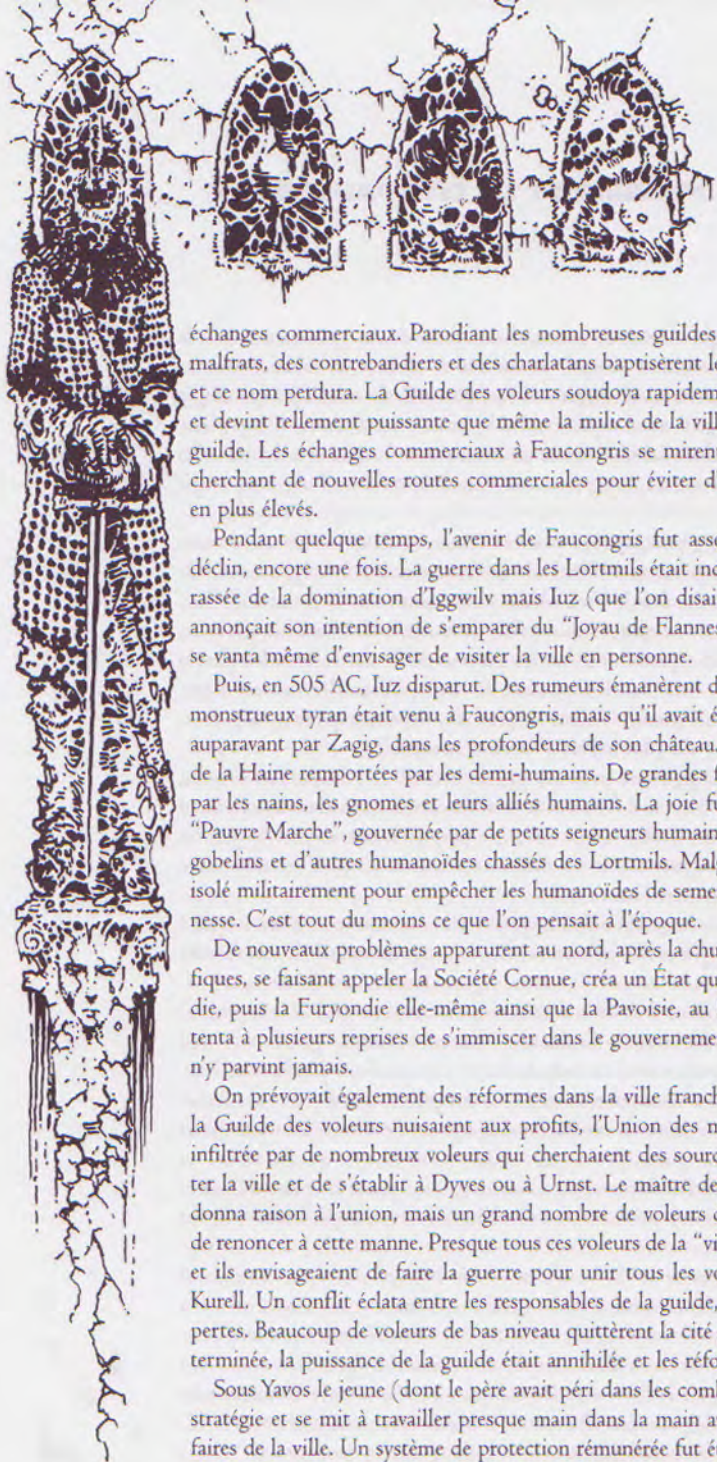 échanges commerciaux. Parodiant les nombreuses guildes
malfrats, des contrebandiers et des charlatans baptisèrent le
et ce nom perdura. La Guilde des voleurs soudoya rapidem
et devint tellement puissante que même la milice de la vill
guilde. Les échanges commerciaux à Faucongris se mirent
cherchant de nouvelles routes commerciales pour éviter d
en plus élevés.
Pendant quelque temps, l'avenir de Faucongris fut asse
déclin, encore une fois. La guerre dans les Lortmils était inc
rassée de la domination d'Iggwilv mais Iuz (que l'on disai
annonçait son intention de s'emparer du "Joyau de Flannes
se vanta même d'envisager de visiter la ville en personne.
Puis, en 505 AC, Iuz disparut. Des rumeurs émanèrent d
monstrueux tyran était venu à Faucongris, mais qu'il avait é
auparavant par Zagig, dans les profondeurs de son château.
de la Haine remportées par les demi-humains. De grandes f
par les nains, les gnomes et leurs alliés humains. La joie fu
"Pauvre Marche", gouvernée par de petits seigneurs humain
gobelins et d'autres humanoïdes chassés des Lortmils. Mal
isolé militairement pour empêcher les humanoïdes de seme
nesse. C'est tout du moins ce que l'on pensait à l'époque.
De nouveaux problèmes apparurent au nord, après la chu
fiques, se faisant appeler la Société Cornue, créa un État qu
die, puis la Furyondie elle-même ainsi que la Pavoisie, au
tenta à plusieurs reprises de s'immiscer dans le gouverneme
n'y parvint jamais.
On prévoyait également des réformes dans la ville franch
la Guilde des voleurs nuisaient aux profits, l'Union des n
infiltrée par de nombreux voleurs qui cherchaient des sourc
ter la ville et de s'établir à Dyves ou à Urnst. Le maître de
donna raison à l'union, mais un grand nombre de voleurs c
de renoncer à cette manne. Presque tous ces voleurs de la "vi
et ils envisageaient de faire la guerre pour unir tous les vo
Kurell. Un conflit éclata entre les responsables de la guilde,
pertes. Beaucoup de voleurs de bas niveau quittèrent la cité
terminée, la puissance de la guilde était annihilée et les réfo
Sous Yavos le jeune (dont le père avait péri dans les comb
stratégie et se mit à travailler presque main dans la main a
faires de la ville. Un système de protection rémunérée fut é